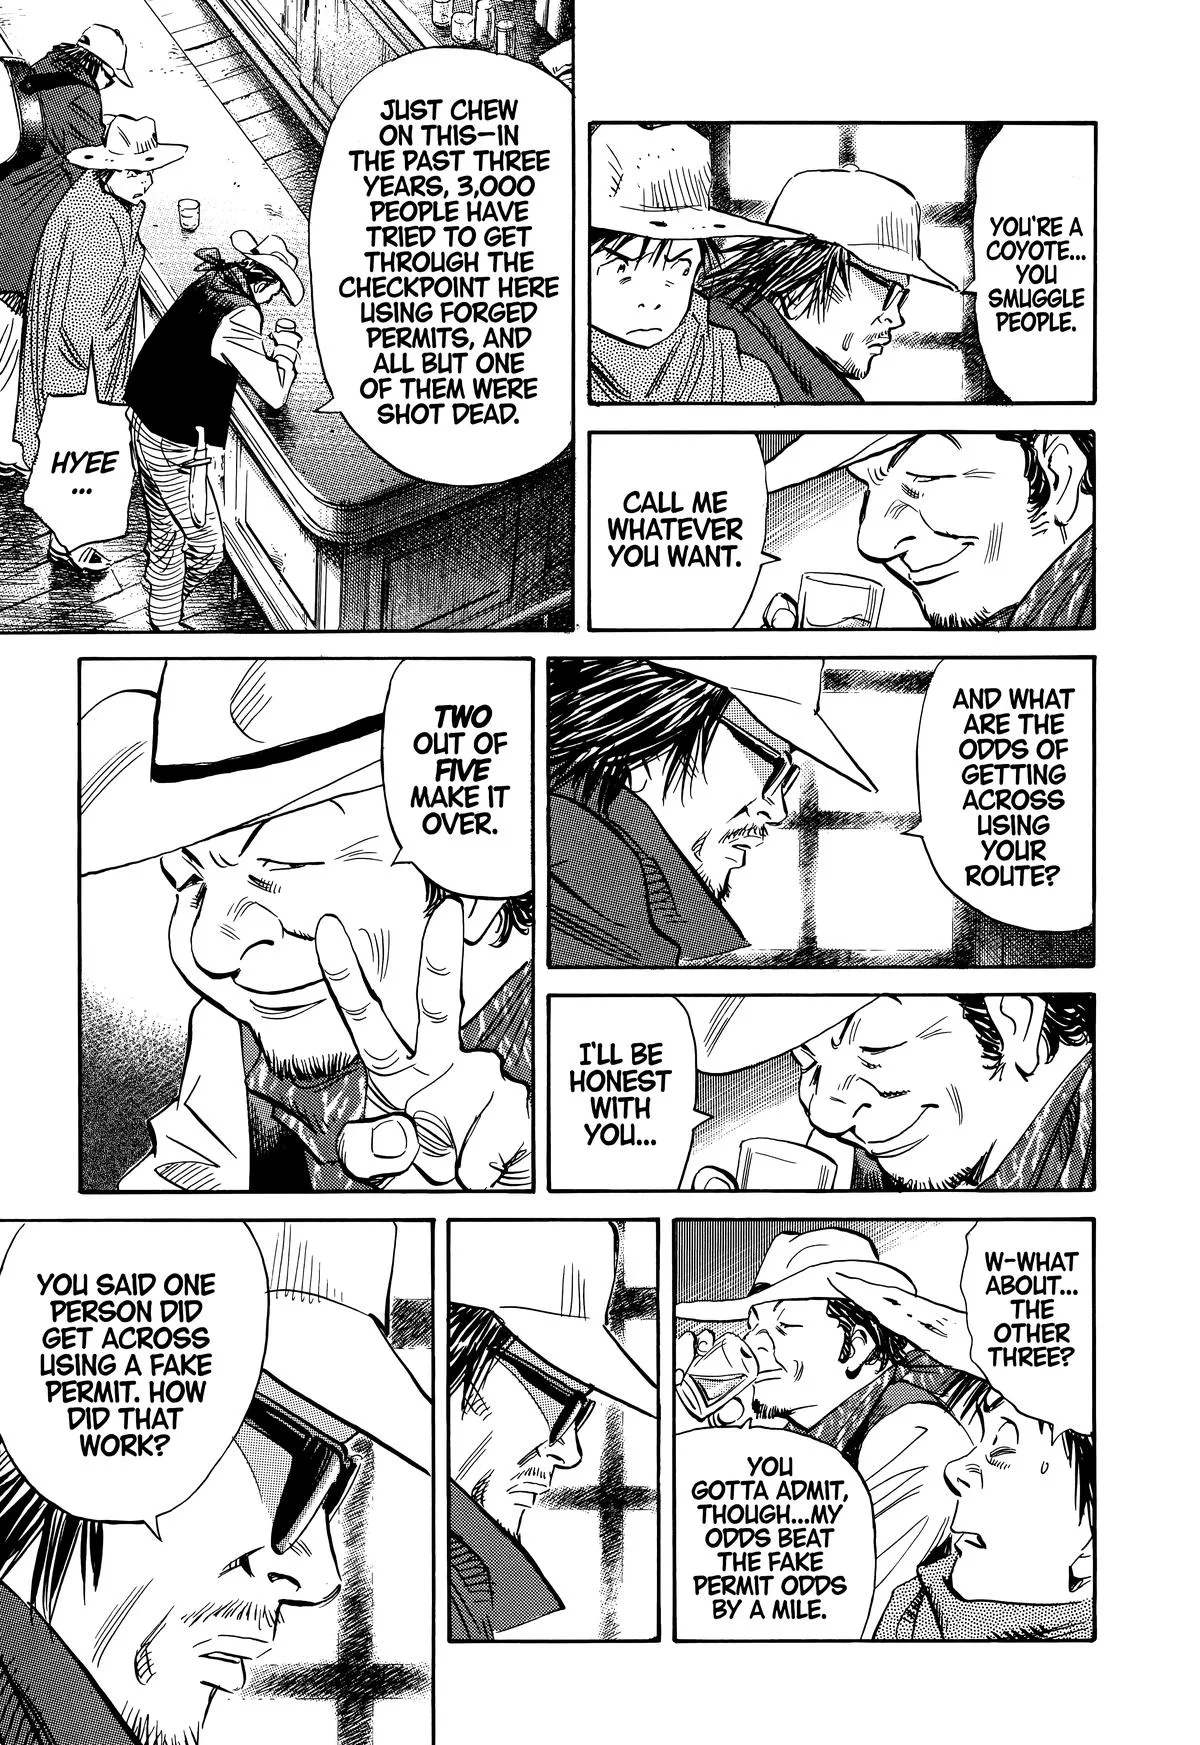 YOU'RE A
COYOTE...
YOU
SMUGGLE
PEOPLE.
CALL ME
WHATEVER
YOU WANT.
JUST CHEW
ON THIS—IN
THE PAST THREE
YEARS, 3,000
PEOPLE HAVE
TRIED TO GET
THROUGH THE
CHECKPOINT HERE
USING FORGED
PERMITS, AND
ALL BUT ONE
OF THEM WERE
SHOT DEAD.
HYEE
...
AND WHAT
ARE THE
ODDS OF
GETTING
ACROSS
USING
YOUR
ROUTE?
I'LL BE
HONEST
WITH
YOU...
TWO
OUT OF
FIVE
MAKE IT
OVER.
W-WHAT
ABOUT...
THE
OTHER
THREE?
YOU
GOTTA ADMIT,
THOUGH...MY
ODDS BEAT
THE FAKE
PERMIT ODDS
BY A MILE.
YOU SAID ONE
PERSON DID
GET ACROSS
USING A FAKE
PERMIT. HOW
DID THAT
WORK?